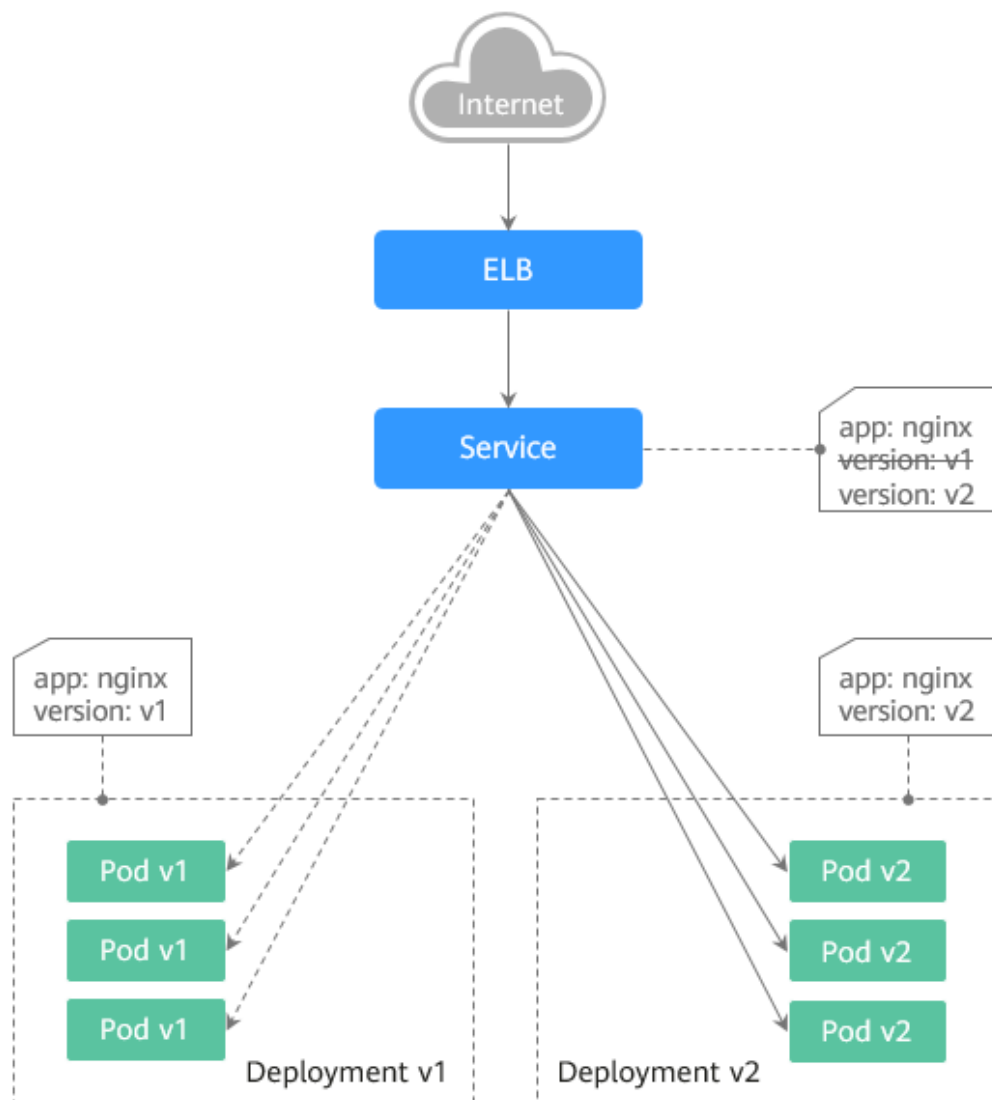 Internet
ELB
Service
app: nginx
version: v1
version: v2
app: nginx
version: v1
app: nginx
version: v2
Pod v1
Pod v2
Pod v1
Pod v2
Pod v1
Pod v2
Deployment v1
Deployment v2